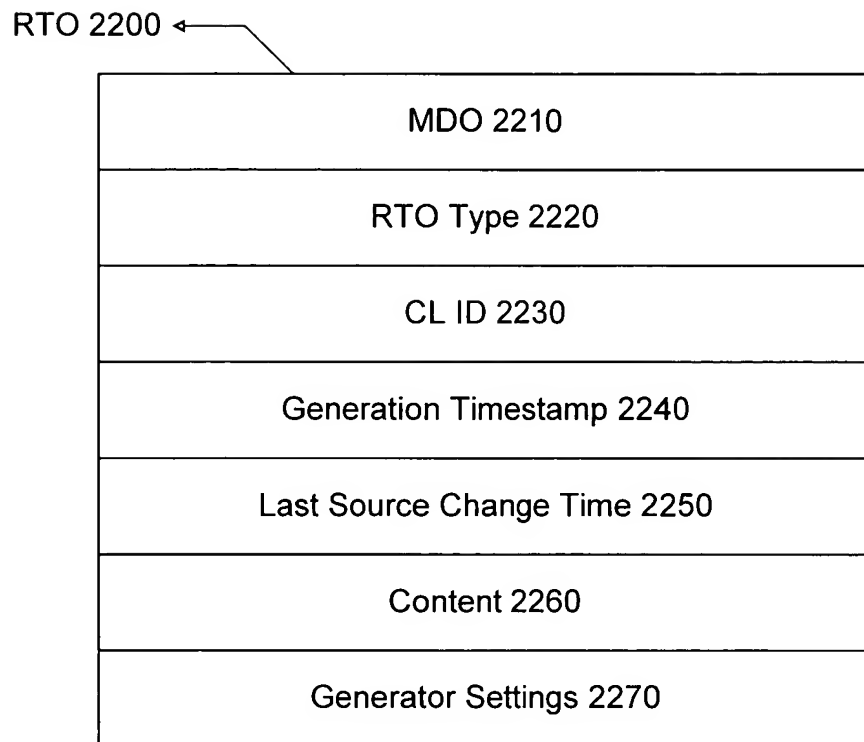 RTO 2200
MDO 2210
RTO Type 2220
CL ID 2230
Generation Timestamp 2240
Last Source Change Time 2250
Content 2260
Generator Settings 2270